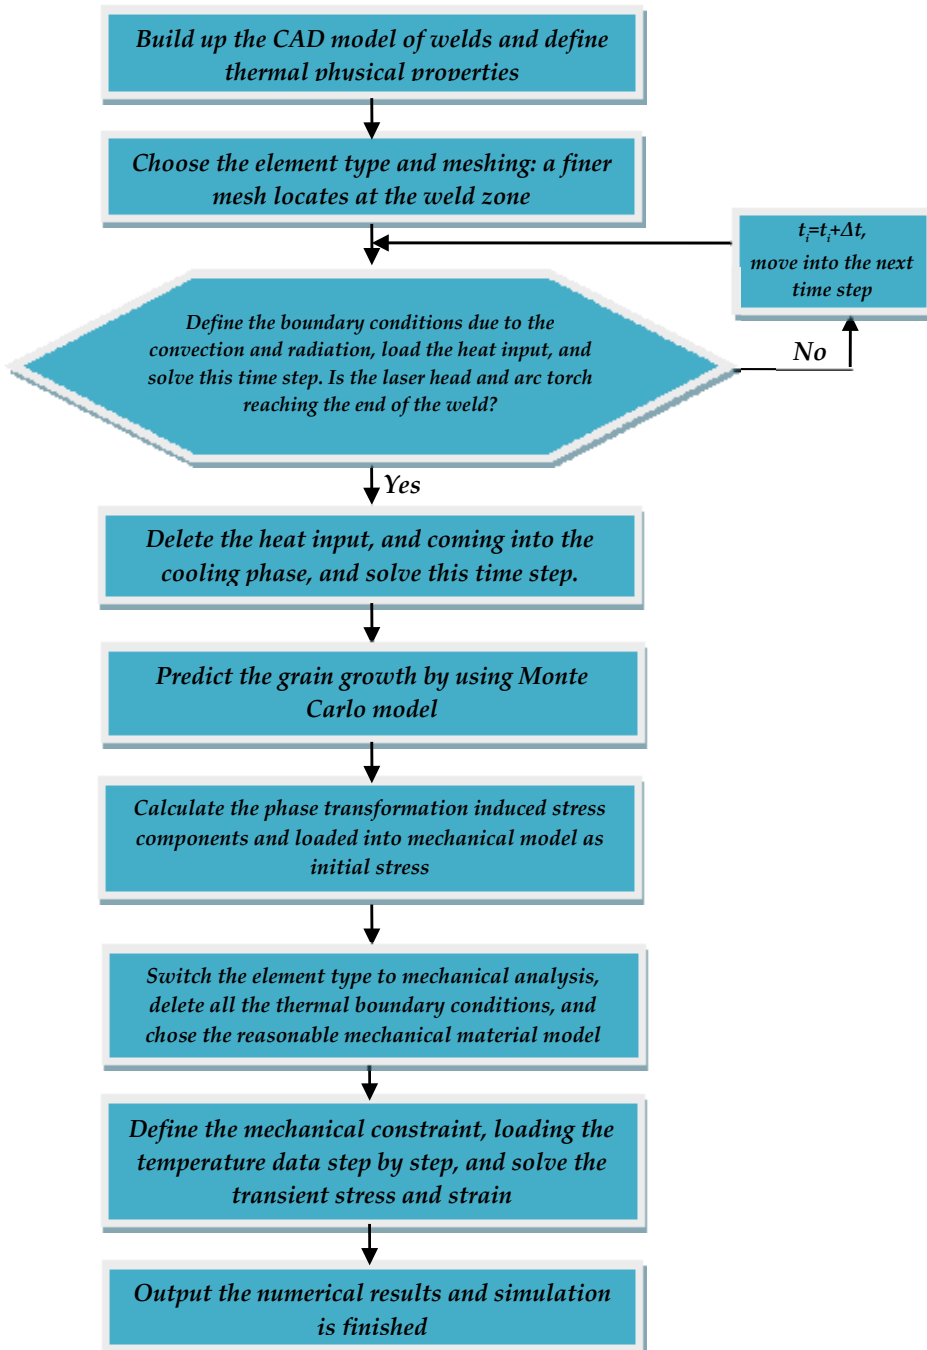 Build up the CAD model of welds and define
thermal physical properties
Choose the element type and meshing: a finer
mesh locates at the weld zone
t_i=t_i+Δt,
move into the next
time step
Define the boundary conditions due to the
convection and radiation, load the heat input, and
solve this time step. Is the laser head and arc torch
reaching the end of the weld?
No
Yes
Delete the heat input, and coming into the
cooling phase, and solve this time step.
Predict the grain growth by using Monte
Carlo model
Calculate the phase transformation induced stress
components and loaded into mechanical model as
initial stress
Switch the element type to mechanical analysis,
delete all the thermal boundary conditions, and
chose the reasonable mechanical material model
Define the mechanical constraint, loading the
temperature data step by step, and solve the
transient stress and strain
Output the numerical results and simulation
is finished